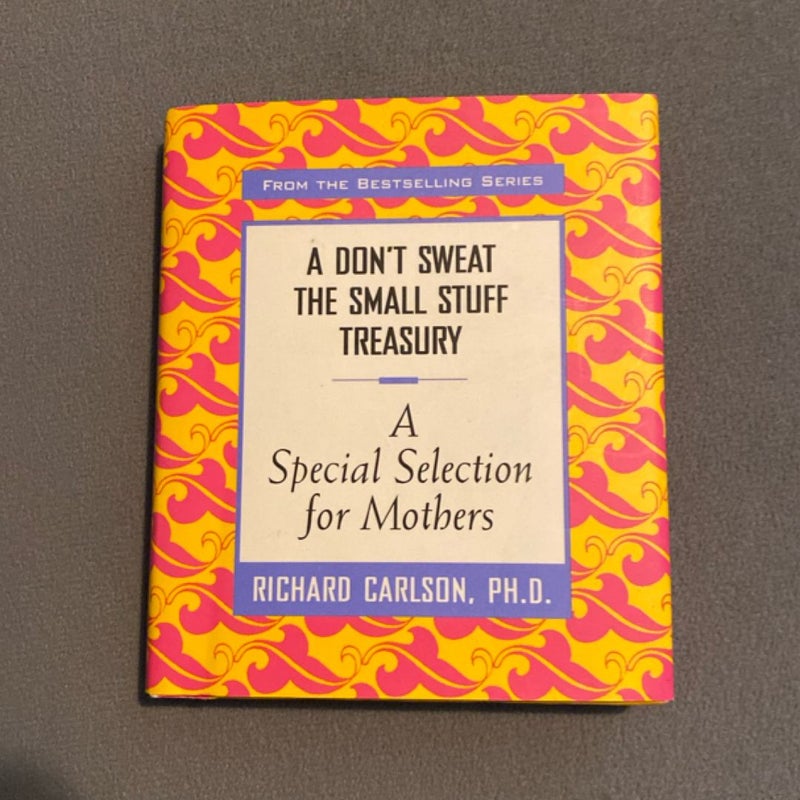 FROM THE BESTSELLING SERIES
A DON'T SWEAT
THE SMALL STUFF
TREASURY
A
Special Selection
for Mothers
RICHARD CARLSON, PH.D.